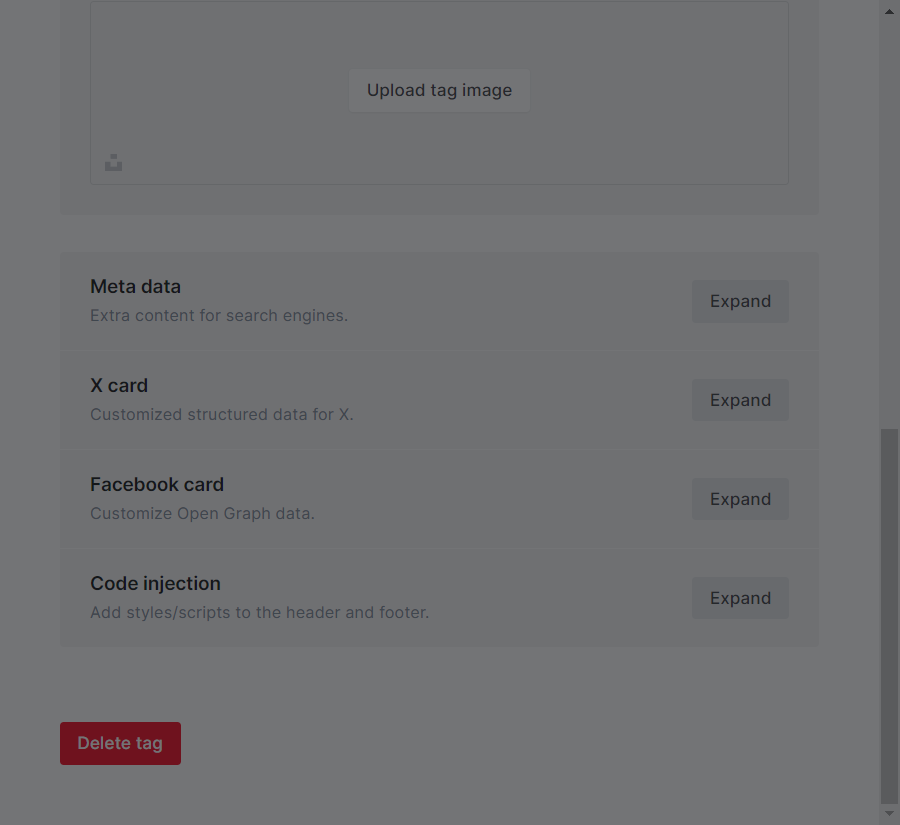 Upload tag image
Meta data
Extra content for search engines.
Expand
X card
Customized structured data for X.
Expand
Facebook card
Customize Open Graph data.
Expand
Code injection
Add styles/scripts to the header and footer.
Expand
Delete tag